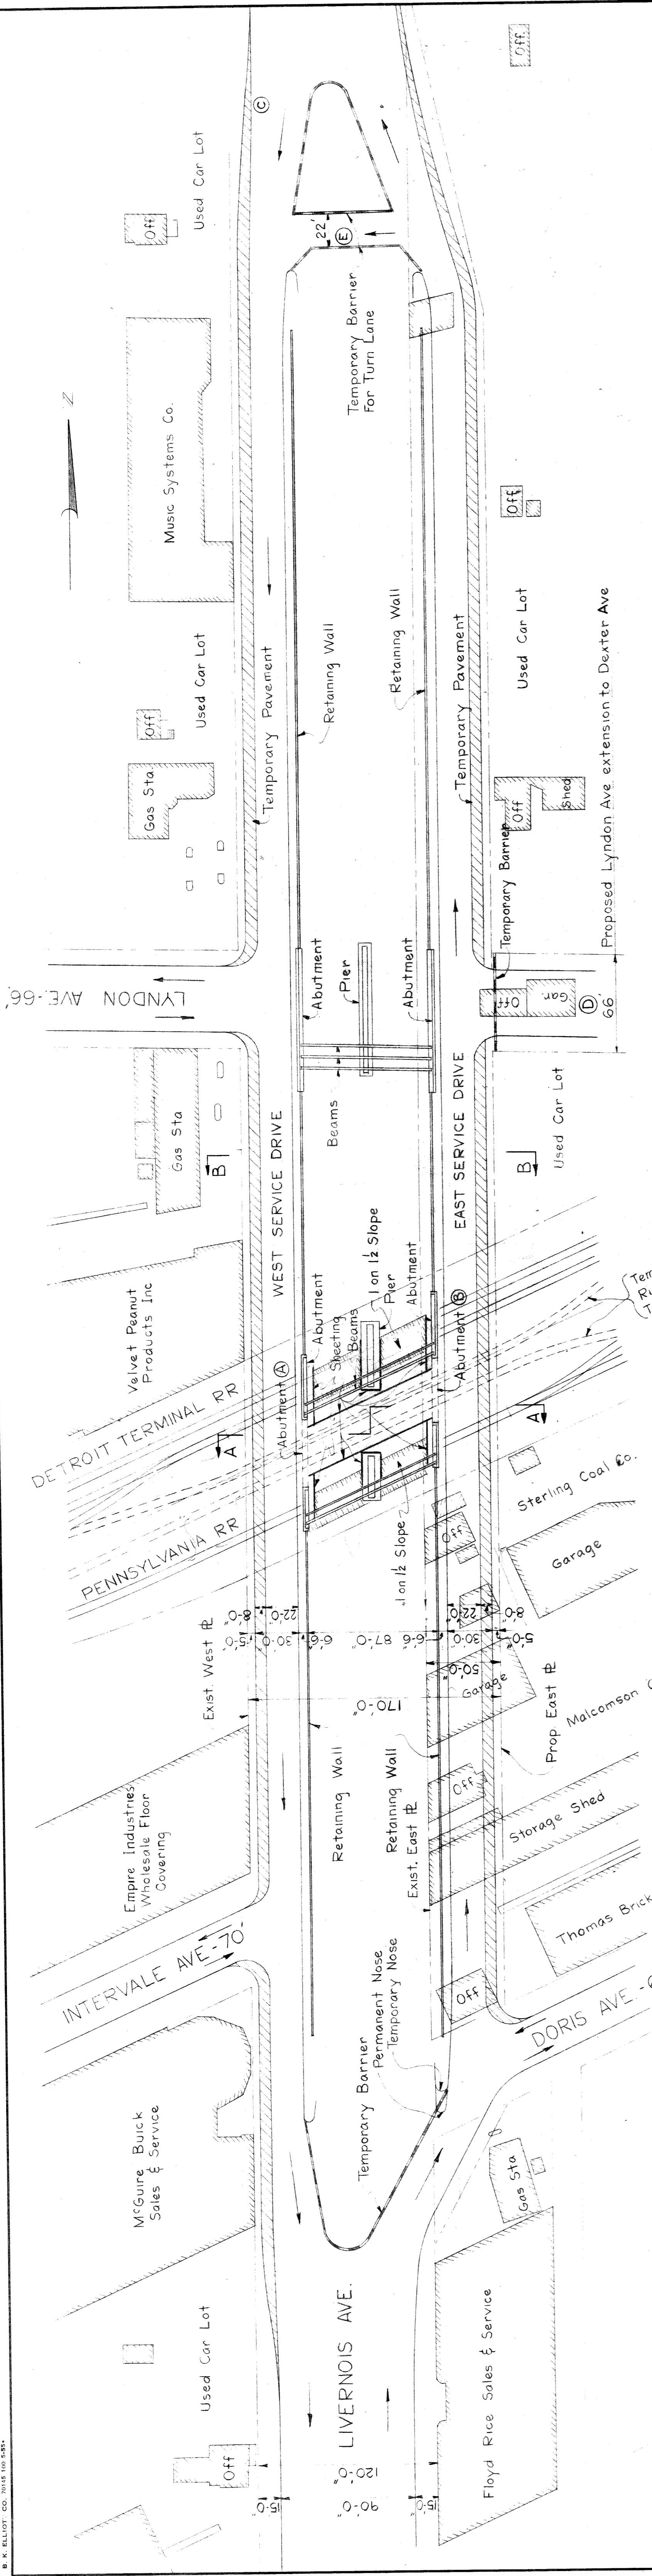 Off.
Off
Used Car Lot
C
22'
E
Temporary Barrier
For Turn Lane
N
Music Systems Co.
Off
Used Car Lot
Off
Used Car Lot
Retaining Wall
Retaining Wall
Temporary Pavement
Temporary Pavement
Gas Sta
Off
Shed
Temporary Barrier
Proposed Lyndon Ave extension to Dexter Ave
LYNDON AVE.-66'
Abutment
Pier
Abutment
Off
Gar.
D
66'
Beams
Gas Sta
B
B
Used Car Lot
WEST SERVICE DRIVE
EAST SERVICE DRIVE
Velvet Peanut
Products Inc
DETROIT TERMINAL RR
PENNSYLVANIA RR
Abutment
Sheeting
Beams
1 on 1½ Slope
Pier
Abutment
Abutment A
Abutment B
A
A
1 on 1½ Slope
Off
Sterling Coal Co.
Garage
Exist. West PL
5'-0"
8'-0"
30'-0"
22'-0"
6'-6"
87'-0"
6'-6"
30'-0"
22'-0"
5'-0"
8'-0"
50'-0"
170'-0"
Garage
Prop East PL
Malcomson
Empire Industries
Wholesale Floor
Covering
Retaining Wall
Retaining Wall
Exist. East PL
Off
Storage Shed
Thomas Brick
INTERVALE AVE-70'
Off
DORIS AVE.-
Temporary Barrier
Permanent Nose
Temporary Nose
McGuire Buick
Sales & Service
Gas Sta
Used Car Lot
LIVERNOIS AVE.
Floyd Rice Sales & Service
Off
120'-0"
15'-0"
90'-0"
15'-0"
B. K. ELLIOTT CO.